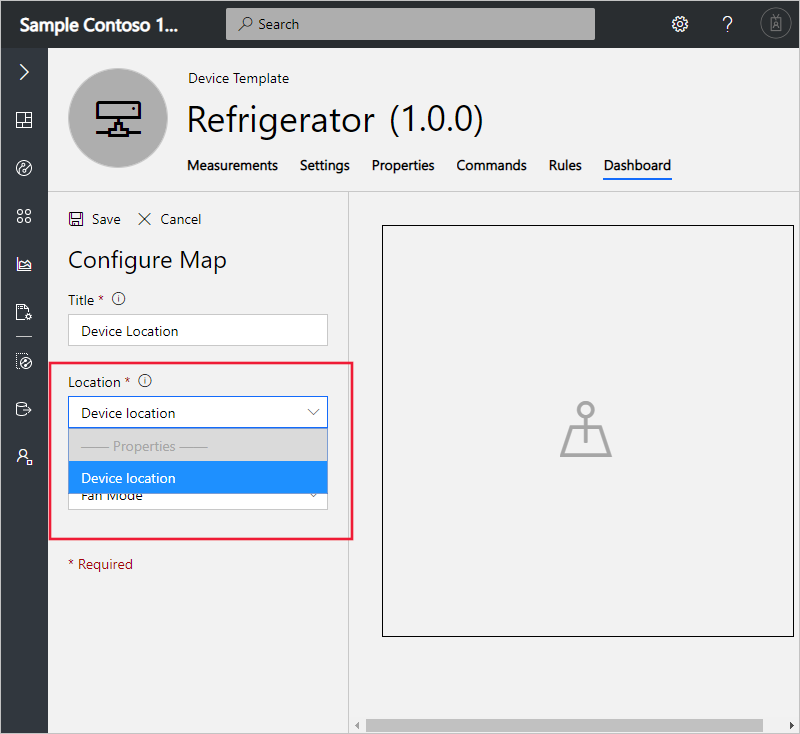 Sample Contoso 1...
Search
?
Device Template
Refrigerator (1.0.0)
Measurements Settings Properties Commands Rules Dashboard
Save Cancel
Configure Map
Title *
Device Location
Location *
Device location
Properties
Device location
Fan Mode
* Required